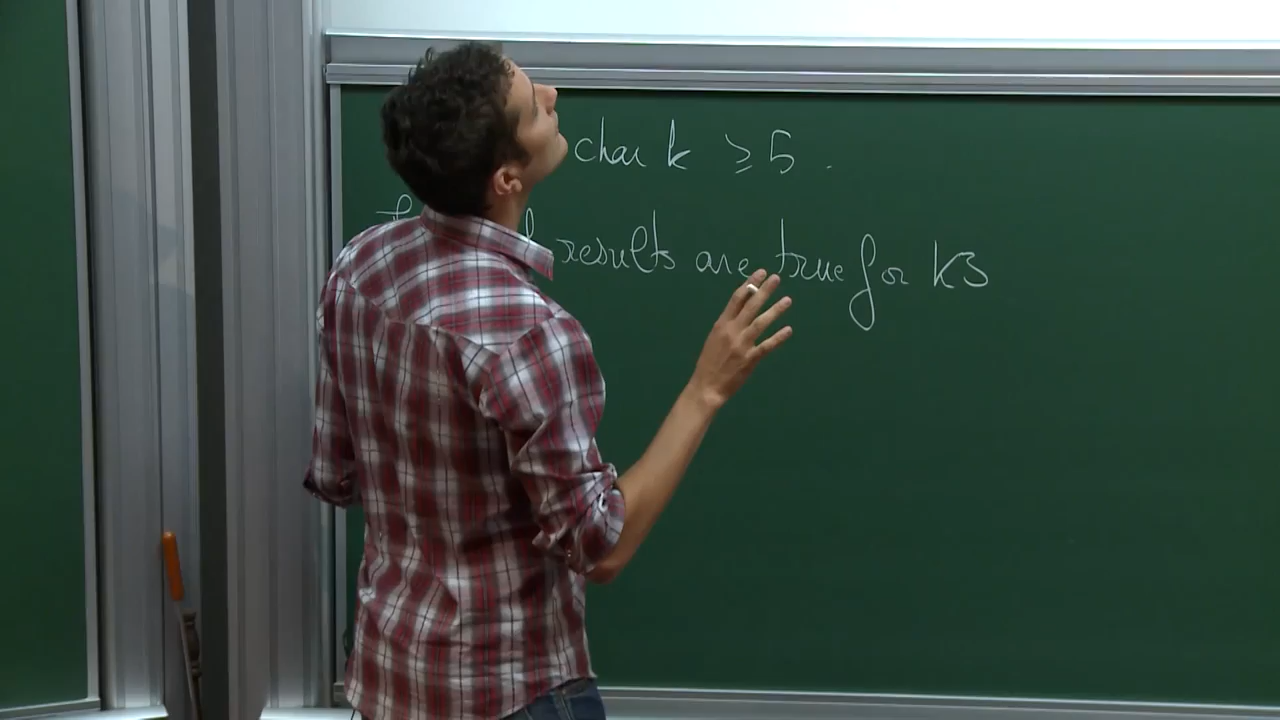 char k ≥ 5.
results are true for K3